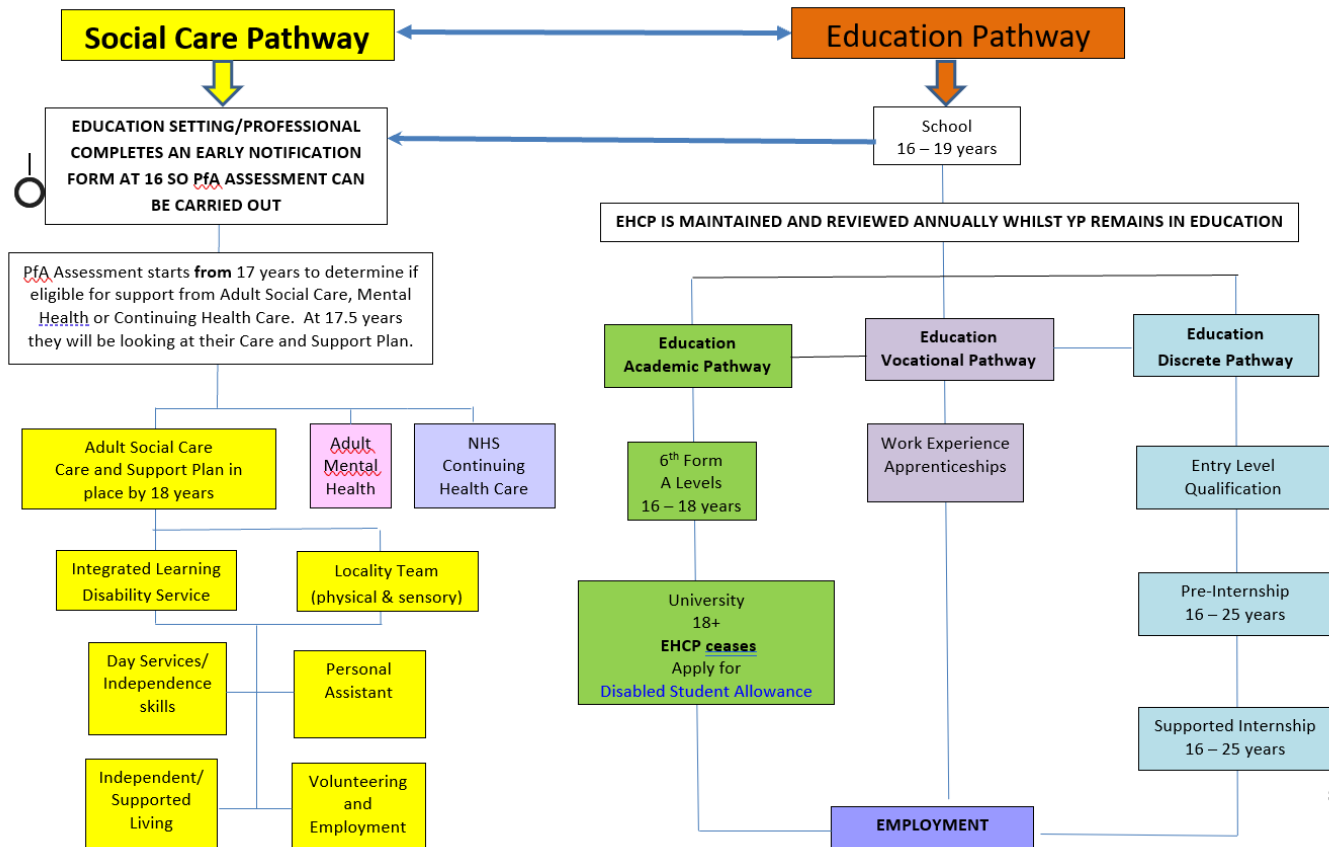 Social Care Pathway
Education Pathway
EDUCATION SETTING/PROFESSIONAL
COMPLETES AN EARLY NOTIFICATION
FORM AT 16 SO PfA ASSESSMENT CAN
BE CARRIED OUT
School
16 – 19 years
EHCP IS MAINTAINED AND REVIEWED ANNUALLY WHILST YP REMAINS IN EDUCATION
PfA Assessment starts from 17 years to determine if
eligible for support from Adult Social Care, Mental
Health or Continuing Health Care.  At 17.5 years
they will be looking at their Care and Support Plan.
Education
Academic Pathway
Education
Vocational Pathway
Education
Discrete Pathway
Adult Social Care
Care and Support Plan in
place by 18 years
Adult
Mental
Health
NHS
Continuing
Health Care
6th Form
A Levels
16 – 18 years
Work Experience
Apprenticeships
Entry Level
Qualification
Integrated Learning
Disability Service
Locality Team
(physical & sensory)
University
18+
EHCP ceases
Apply for
Disabled Student Allowance
Pre-Internship
16 – 25 years
Day Services/
Independence
skills
Personal
Assistant
Supported Internship
16 – 25 years
Independent/
Supported
Living
Volunteering
and
Employment
EMPLOYMENT